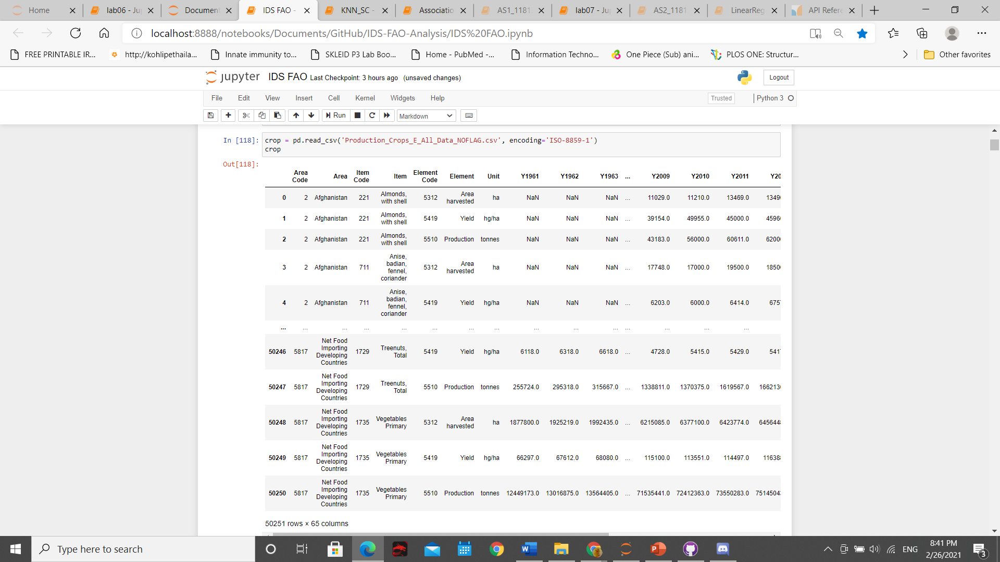 Home
lab06 - Ju
Documen
IDS FAO -
KNN_SC -
Associatio
AS1_1181
lab07 - Ju
AS2_1181
LinearReg
API Refere
localhost:8888/notebooks/Documents/GitHub/IDS-FAO-Analysis/IDS%20FAO.ipynb
FREE PRINTABLE IR...
http://kohlipethaila...
Innate immunity to...
SKLEID P3 Lab Boo...
Home - PubMed -...
Information Techno...
One Piece (Sub) ani...
PLOS ONE: Structur...
Other favorites
jupyter IDS FAO Last Checkpoint: 3 hours ago (unsaved changes)
Logout
File Edit View Insert Cell Kernel Widgets Help
Trusted
Python 3
Run
Markdown
In [118]: crop = pd.read_csv('Production_Crops_E_All_Data_NOFLAG.csv', encoding='ISO-8859-1')
crop
Out[118]:
Area Code Area Item Code Item Element Code Element Unit Y1961 Y1962 Y1963 ... Y2009 Y2010 Y2011 Y20
0 2 Afghanistan 221 Almonds, with shell 5312 Area harvested ha NaN NaN NaN ... 11029.0 11210.0 13469.0 1349
1 2 Afghanistan 221 Almonds, with shell 5419 Yield hg/ha NaN NaN NaN ... 39154.0 49955.0 45000.0 4596
2 2 Afghanistan 221 Almonds, with shell 5510 Production tonnes NaN NaN NaN ... 43183.0 56000.0 60611.0 6200
3 2 Afghanistan 711 Anise, badian, fennel, coriander 5312 Area harvested ha NaN NaN NaN ... 17748.0 17000.0 19500.0 1850
4 2 Afghanistan 711 Anise, badian, fennel, coriander 5419 Yield hg/ha NaN NaN NaN ... 6203.0 6000.0 6414.0 675
... ... ... ... ... ... ... ... ... ... ... ... ... ... ...
50246 5817 Net Food Importing Developing Countries 1729 Treenuts, Total 5419 Yield hg/ha 6118.0 6318.0 6618.0 ... 4728.0 5415.0 5429.0 541
50247 5817 Net Food Importing Developing Countries 1729 Treenuts, Total 5510 Production tonnes 255724.0 295318.0 315667.0 ... 1338811.0 1370375.0 1619567.0 166213
50248 5817 Net Food Importing Developing Countries 1735 Vegetables Primary 5312 Area harvested ha 1877800.0 1925219.0 1992435.0 ... 6215085.0 6377100.0 6423774.0 645644
50249 5817 Net Food Importing Developing Countries 1735 Vegetables Primary 5419 Yield hg/ha 66297.0 67612.0 68080.0 ... 115100.0 113551.0 114497.0 11638
50250 5817 Net Food Importing Developing Countries 1735 Vegetables Primary 5510 Production tonnes 12449173.0 13016875.0 13564405.0 ... 71535441.0 72412363.0 73550283.0 7514504
50251 rows × 65 columns
Type here to search
ENG
8:41 PM
2/26/2021
3